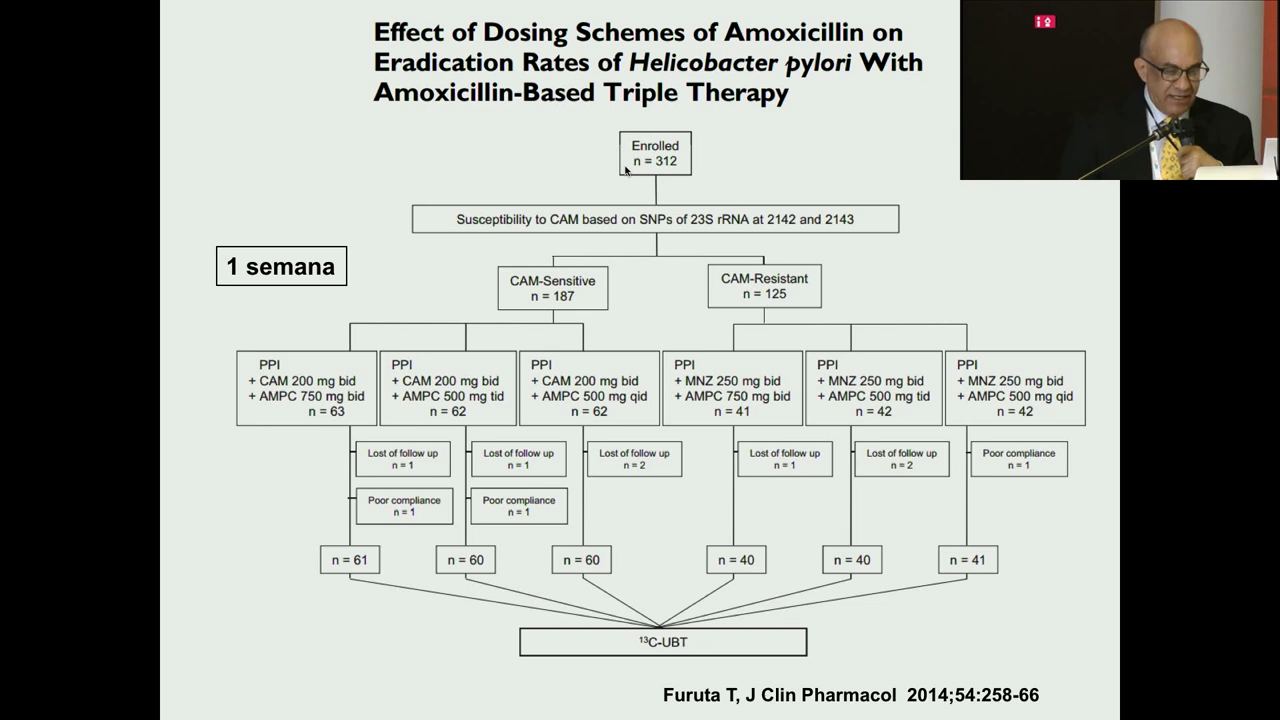 Effect of Dosing Schemes of Amoxicillin on
Eradication Rates of Helicobacter pylori With
Amoxicillin-Based Triple Therapy
Enrolled
n = 312
Susceptibility to CAM based on SNPs of 23S rRNA at 2142 and 2143
1 semana
CAM-Sensitive
n = 187
CAM-Resistant
n = 125
PPI
+ CAM 200 mg bid
+ AMPC 750 mg bid
n = 63
PPI
+ CAM 200 mg bid
+ AMPC 500 mg tid
n = 62
PPI
+ CAM 200 mg bid
+ AMPC 500 mg qid
n = 62
PPI
+ MNZ 250 mg bid
+ AMPC 750 mg bid
n = 41
PPI
+ MNZ 250 mg bid
+ AMPC 500 mg tid
n = 42
PPI
+ MNZ 250 mg bid
+ AMPC 500 mg qid
n = 42
Lost of follow up
n = 1
Lost of follow up
n = 1
Lost of follow up
n = 2
Lost of follow up
n = 1
Lost of follow up
n = 2
Poor compliance
n = 1
Poor compliance
n = 1
Poor compliance
n = 1
n = 61
n = 60
n = 60
n = 40
n = 40
n = 41
¹³C-UBT
Furuta T, J Clin Pharmacol 2014;54:258-66